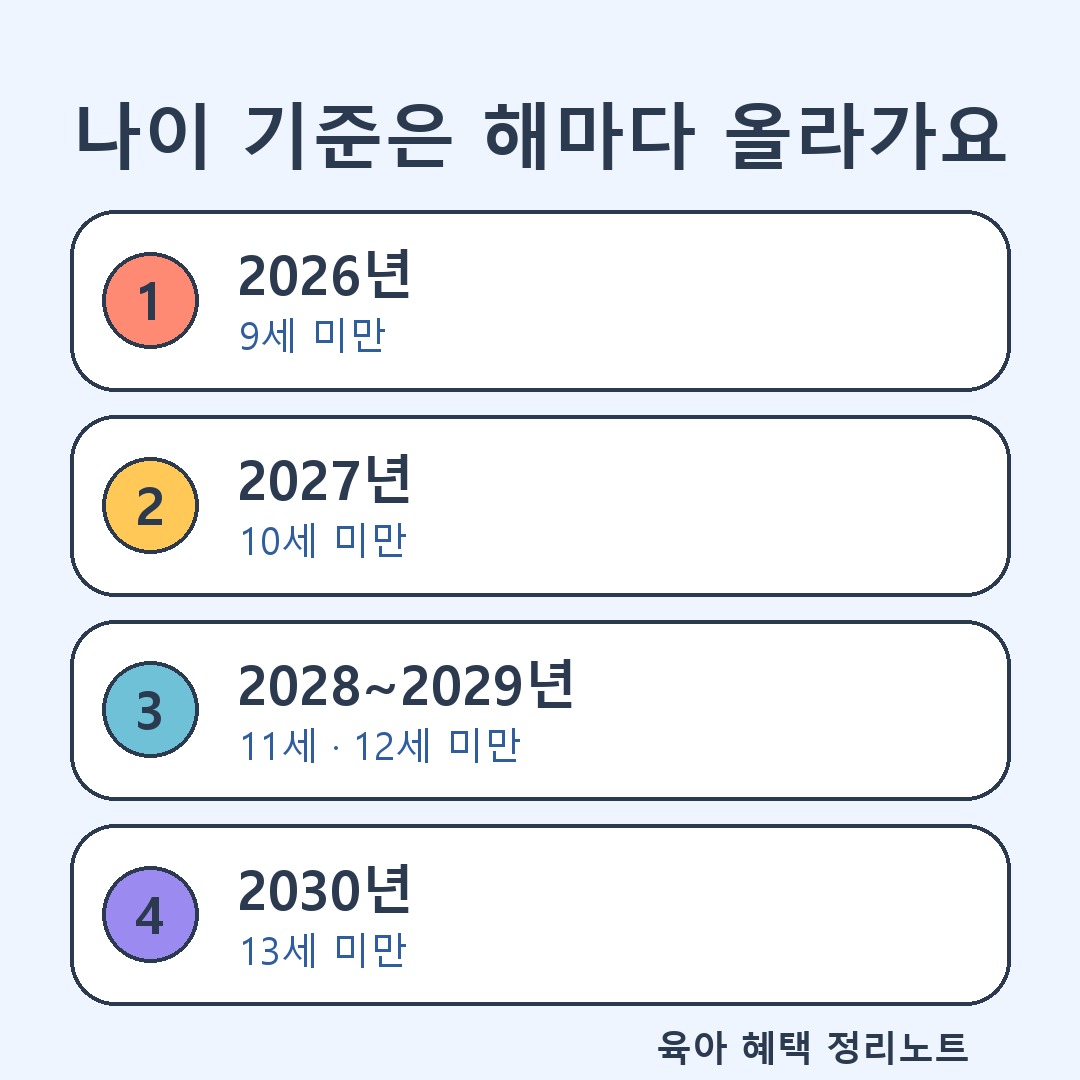 나이 기준은 해마다 올라가요
1
2026년
9세 미만
2
2027년
10세 미만
3
2028~2029년
11세 · 12세 미만
4
2030년
13세 미만
육아 혜택 정리노트